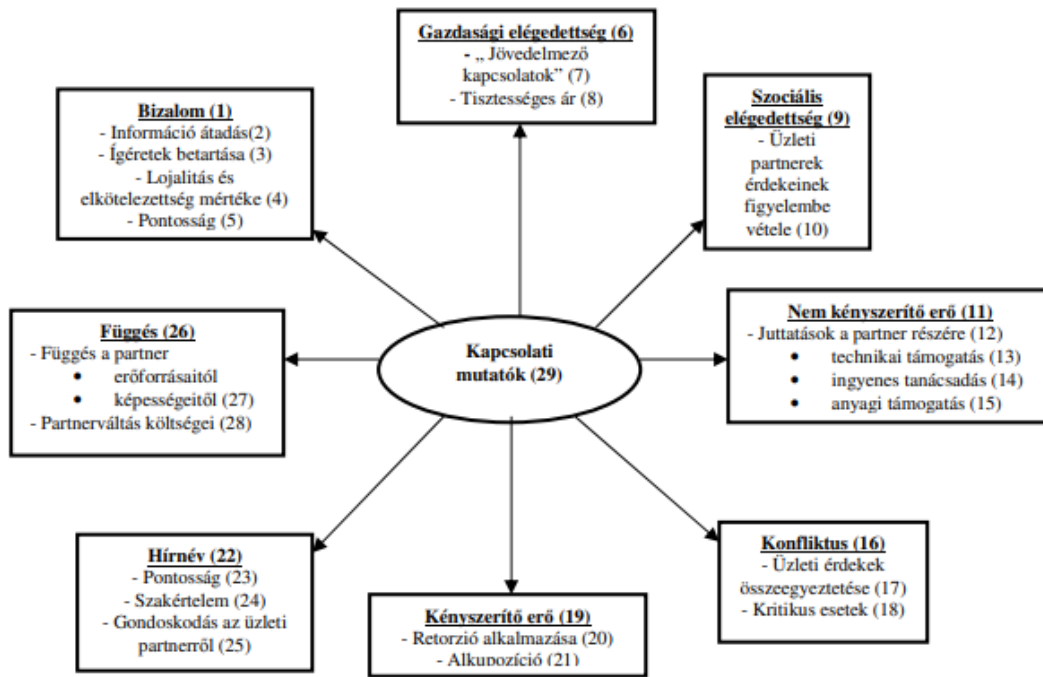 Gazdasági elégedettség (6)
- „ Jövedelmező
kapcsolatok” (7)
- Tisztességes ár (8)
Bizalom (1)
- Információ átadás(2)
- Ígéretek betartása (3)
- Lojalitás és
elkötelezettség mértéke (4)
- Pontosság (5)
Szociális
elégedettség (9)
- Üzleti
partnerek
érdekeinek
figyelembe
vétele (10)
Függés (26)
- Függés a partner
• erőforrásaitól
• képességeitől (27)
- Partnerváltás költségei (28)
Kapcsolati
mutatók (29)
Nem kényszerítő erő (11)
- Juttatások a partner részére (12)
• technikai támogatás (13)
• ingyenes tanácsadás (14)
• anyagi támogatás (15)
Hírnév (22)
- Pontosság (23)
- Szakértelem (24)
- Gondoskodás az üzleti
partnerről (25)
Kényszerítő erő (19)
- Retorzió alkalmazása (20)
- Alkupozíció (21)
Konfliktus (16)
- Üzleti érdekek
összeegyeztetése (17)
- Kritikus esetek (18)